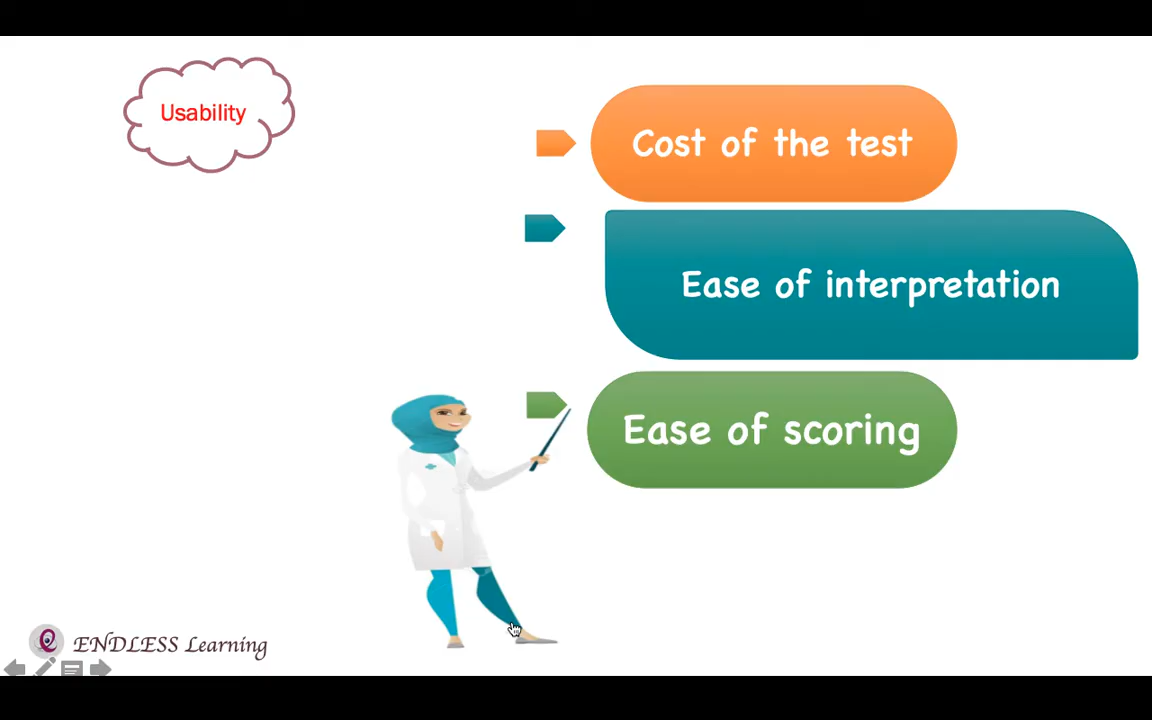 Usability
Cost of the test
Ease of interpretation
Ease of scoring
ENDLESS Learning